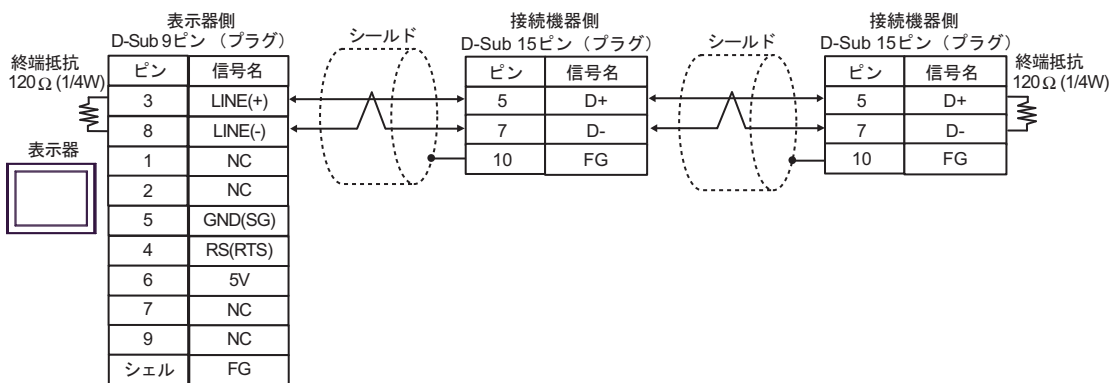 表示器側
D-Sub 9ピン（プラグ）
シールド
接続機器側
D-Sub 15ピン（プラグ）
シールド
接続機器側
D-Sub 15ピン（プラグ）
終端抵抗
120Ω(1/4W)
ピン 信号名
3 LINE(+)
8 LINE(-)
1 NC
2 NC
5 GND(SG)
4 RS(RTS)
6 5V
7 NC
9 NC
シェル FG
表示器
ピン 信号名
5 D+
7 D-
10 FG
ピン 信号名
5 D+
7 D-
10 FG
終端抵抗
120Ω(1/4W)